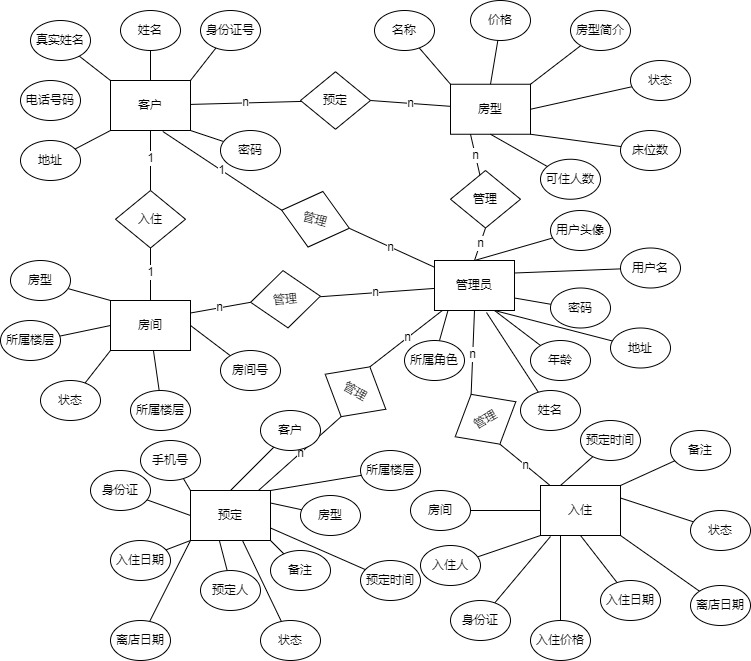 价格
姓名
身份证号
名称
房型简介
真实姓名
状态
电话号码
客户
n
预定
n
房型
地址
1
密码
n
床位数
1
可住人数
管理
入住
管理
用户头像
n
n
1
用户名
房型
管理员
n
管理
n
密码
房间
所属楼层
n
地址
n
所属角色
年龄
房间号
管理
状态
所属楼层
姓名
管理
客户
预定时间
n
备注
手机号
n
所属楼层
身份证
房间
入住
预定
房型
状态
入住日期
入住人
备注
预定时间
预定人
入住日期
离店日期
身份证
离店日期
状态
入住价格